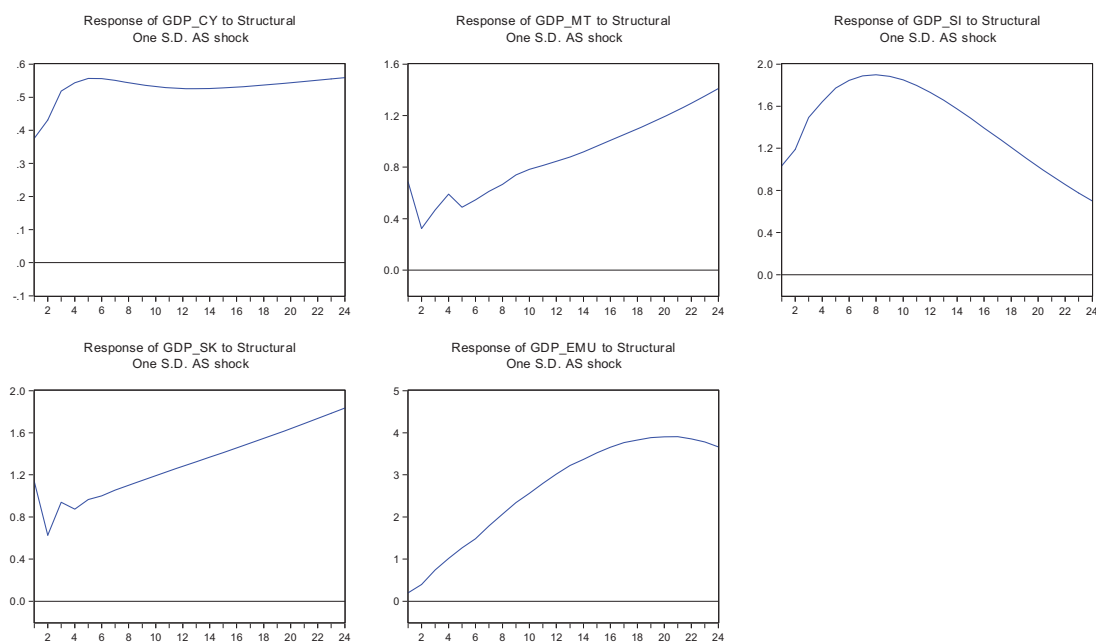 Response of GDP_CY to Structural
One S.D. AS shock
.6
.5
.4
.3
.2
.1
.0
-.1
2 4 6 8 10 12 14 16 18 20 22 24
Response of GDP_MT to Structural
One S.D. AS shock
1.6
1.2
0.8
0.4
0.0
2 4 6 8 10 12 14 16 18 20 22 24
Response of GDP_SI to Structural
One S.D. AS shock
2.0
1.6
1.2
0.8
0.4
0.0
2 4 6 8 10 12 14 16 18 20 22 24
Response of GDP_SK to Structural
One S.D. AS shock
2.0
1.6
1.2
0.8
0.4
0.0
2 4 6 8 10 12 14 16 18 20 22 24
Response of GDP_EMU to Structural
One S.D. AS shock
5
4
3
2
1
0
2 4 6 8 10 12 14 16 18 20 22 24